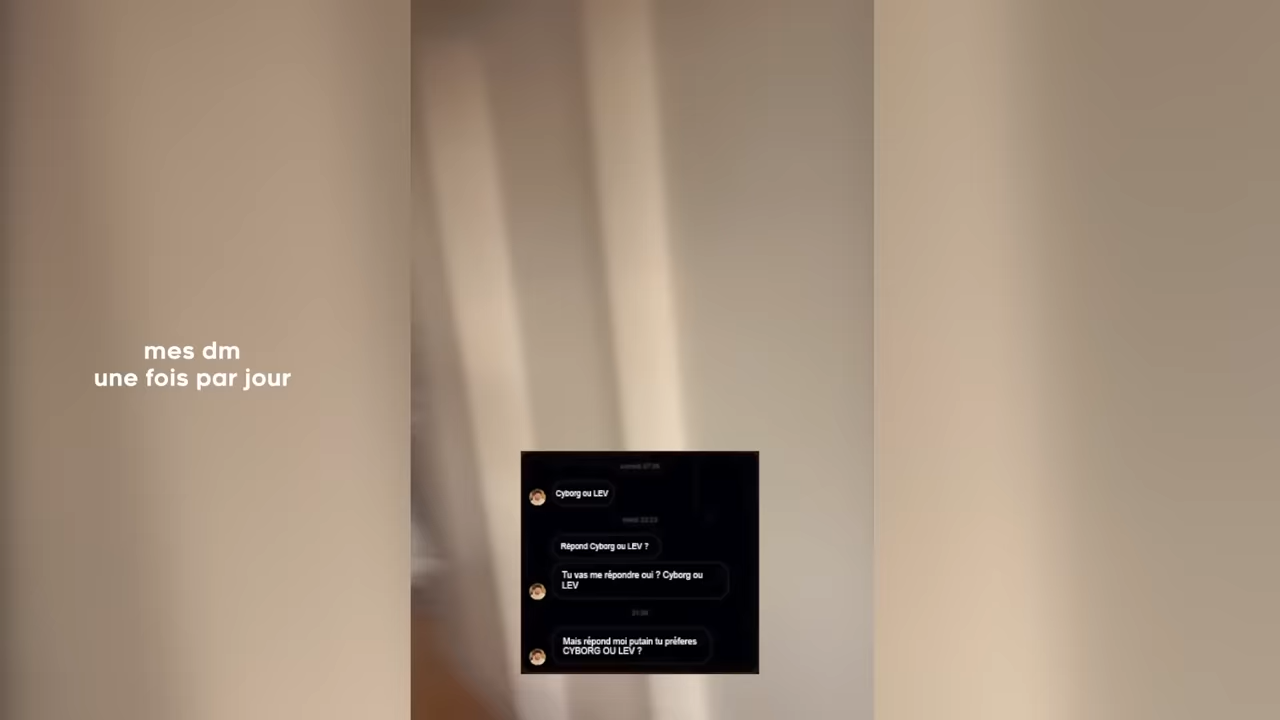 mes dm
une fois par jour
Cyborg ou LEV
Répond Cyborg ou LEV ?
Tu vas me répondre oui ? Cyborg ou
LEV
Mais répond moi putain tu préferes
CYBORG OU LEV ?